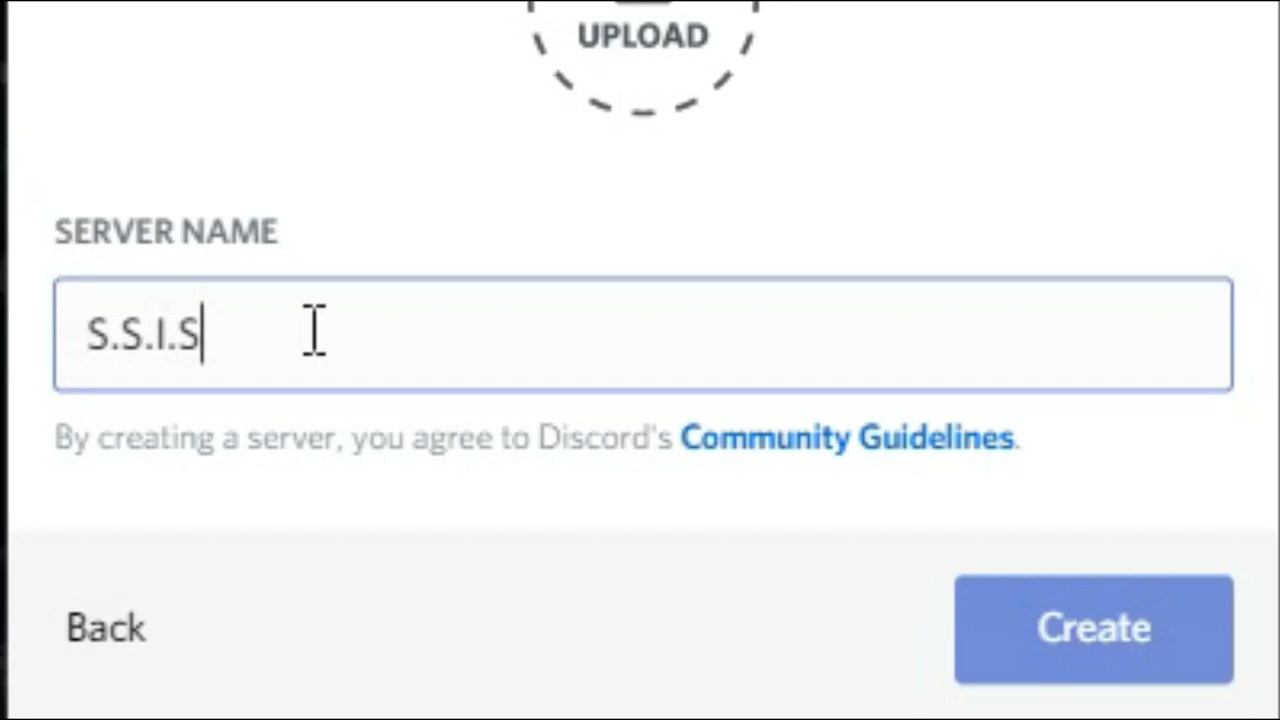 UPLOAD
SERVER NAME
S.S.I.S
By creating a server, you agree to Discord's Community Guidelines.
Back
Create